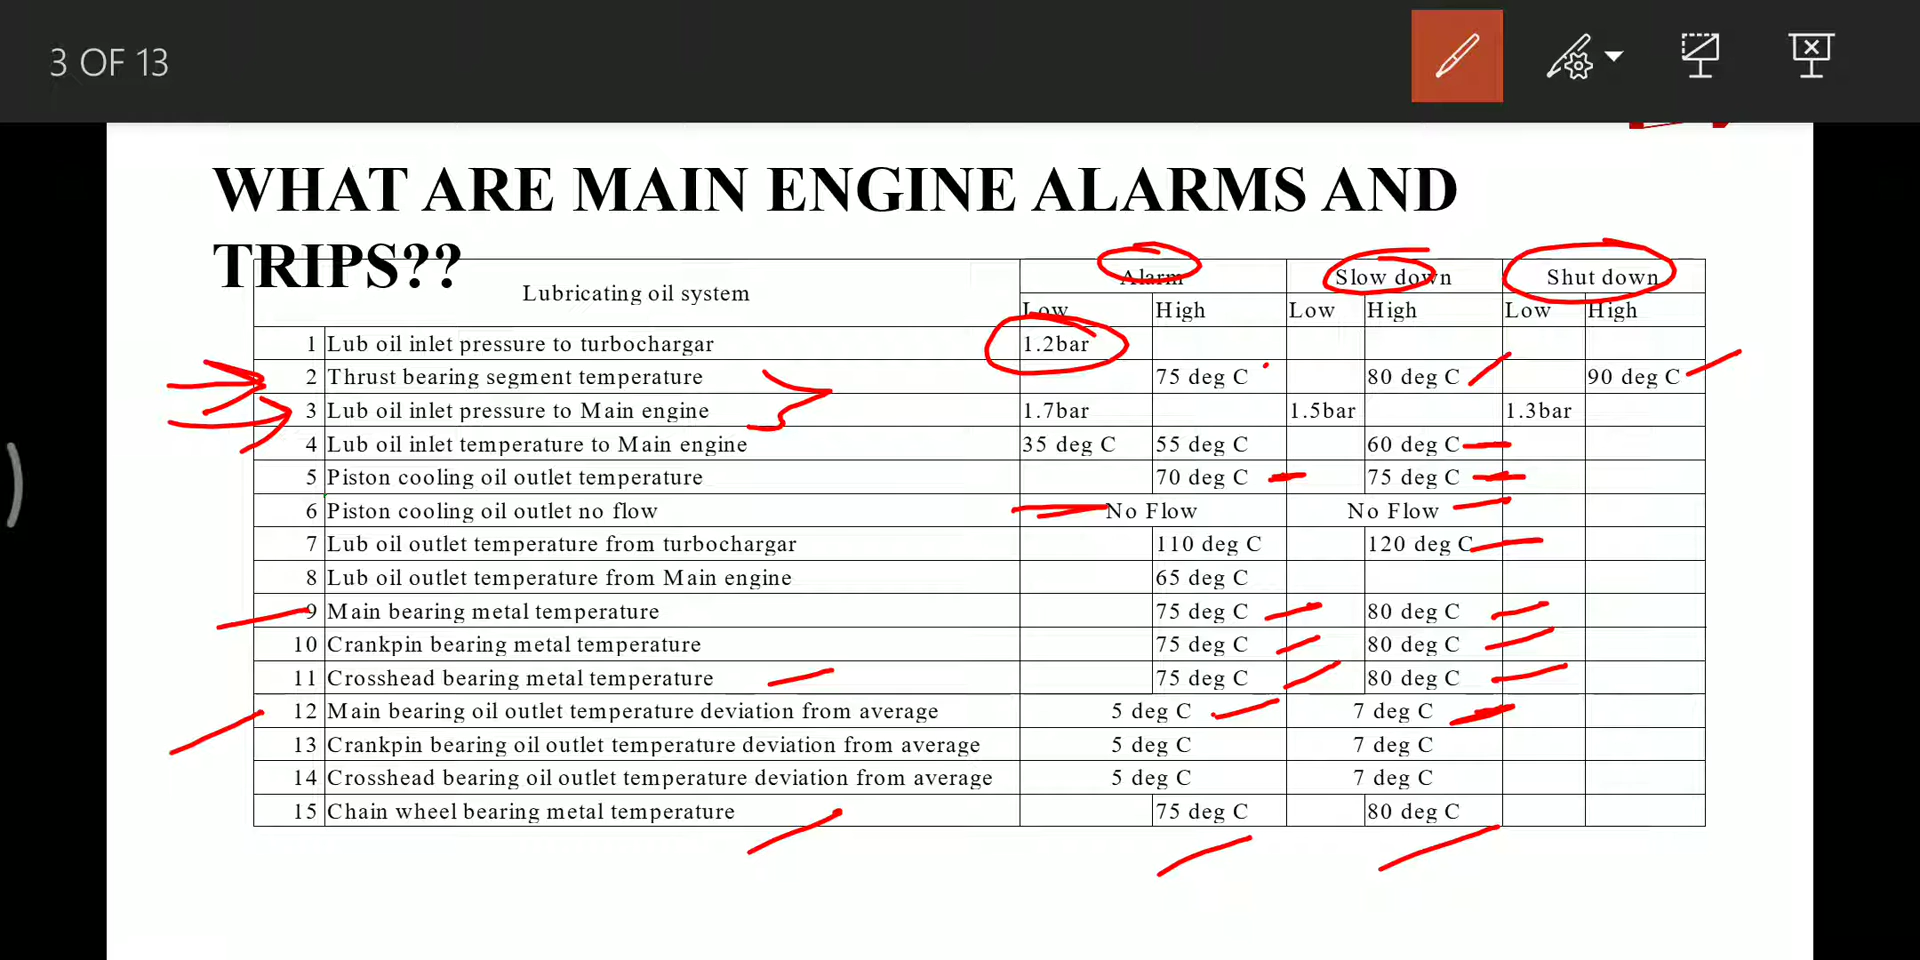 3 OF 13
WHAT ARE MAIN ENGINE ALARMS AND
TRIPS??
Lubricating oil system Alarm Slow down Shut down
Low High Low High Low High
1 Lub oil inlet pressure to turbochargar 1.2bar
2 Thrust bearing segment temperature 75 deg C 80 deg C 90 deg C
3 Lub oil inlet pressure to Main engine 1.7bar 1.5bar 1.3bar
4 Lub oil inlet temperature to Main engine 35 deg C 55 deg C 60 deg C
5 Piston cooling oil outlet temperature 70 deg C 75 deg C
6 Piston cooling oil outlet no flow No Flow No Flow
7 Lub oil outlet temperature from turbochargar 110 deg C 120 deg C
8 Lub oil outlet temperature from Main engine 65 deg C
9 Main bearing metal temperature 75 deg C 80 deg C
10 Crankpin bearing metal temperature 75 deg C 80 deg C
11 Crosshead bearing metal temperature 75 deg C 80 deg C
12 Main bearing oil outlet temperature deviation from average 5 deg C 7 deg C
13 Crankpin bearing oil outlet temperature deviation from average 5 deg C 7 deg C
14 Crosshead bearing oil outlet temperature deviation from average 5 deg C 7 deg C
15 Chain wheel bearing metal temperature 75 deg C 80 deg C